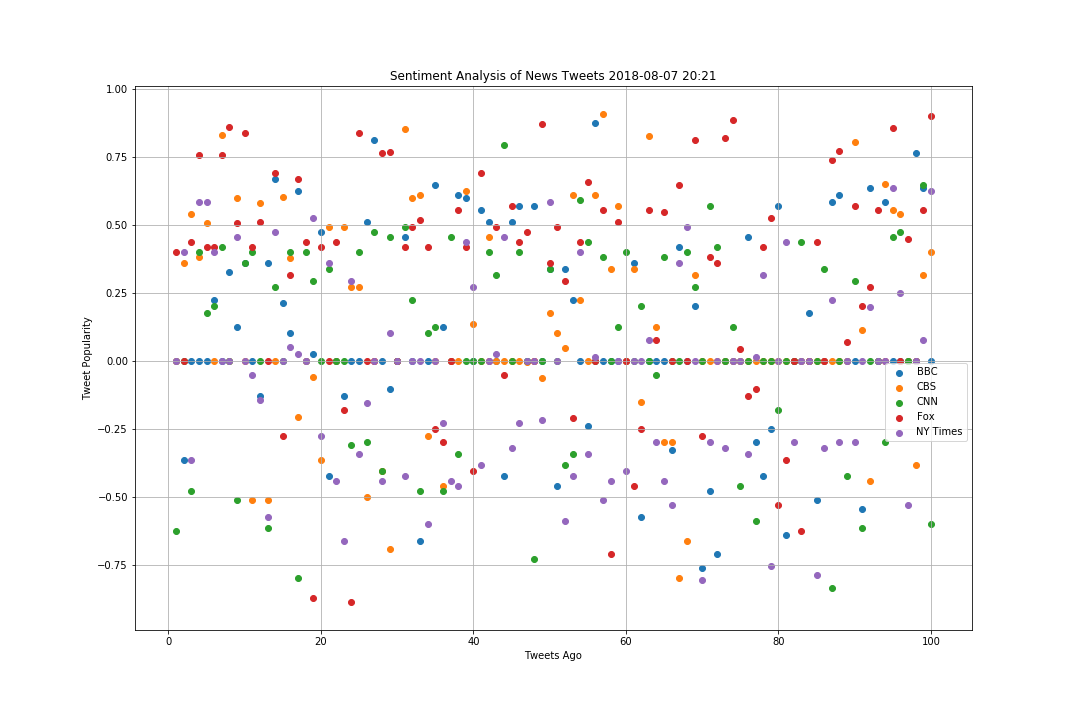 Sentiment Analysis of News Tweets 2018-08-07 20:21
1.00
0.75
0.50
0.25
0.00
−0.25
−0.50
−0.75
Tweet Popularity
BBC
CBS
CNN
Fox
NY Times
0 20 40 60 80 100
Tweets Ago